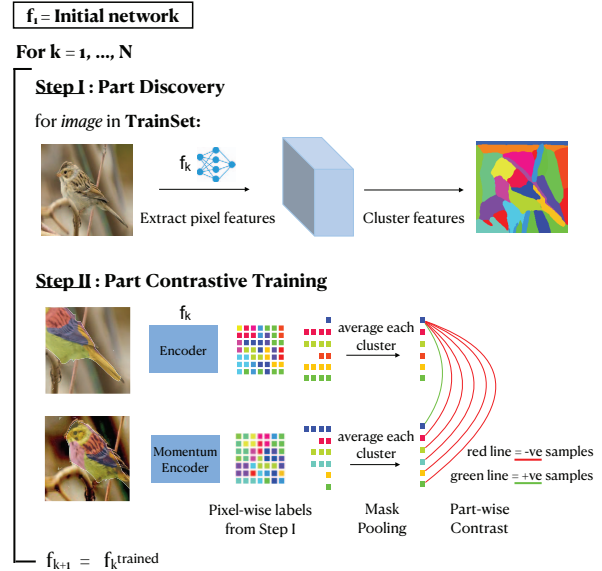 f₁ = Initial network
For k = 1, ..., N
Step I : Part Discovery
for image in TrainSet:
fₖ
Extract pixel features
Cluster features
Step II : Part Contrastive Training
fₖ
Encoder
average each
cluster
Momentum
Encoder
average each
cluster
red line = -ve samples
green line = +ve samples
Pixel-wise labels
from Step I
Mask
Pooling
Part-wise
Contrast
fₖ₊₁ = fₖtrained